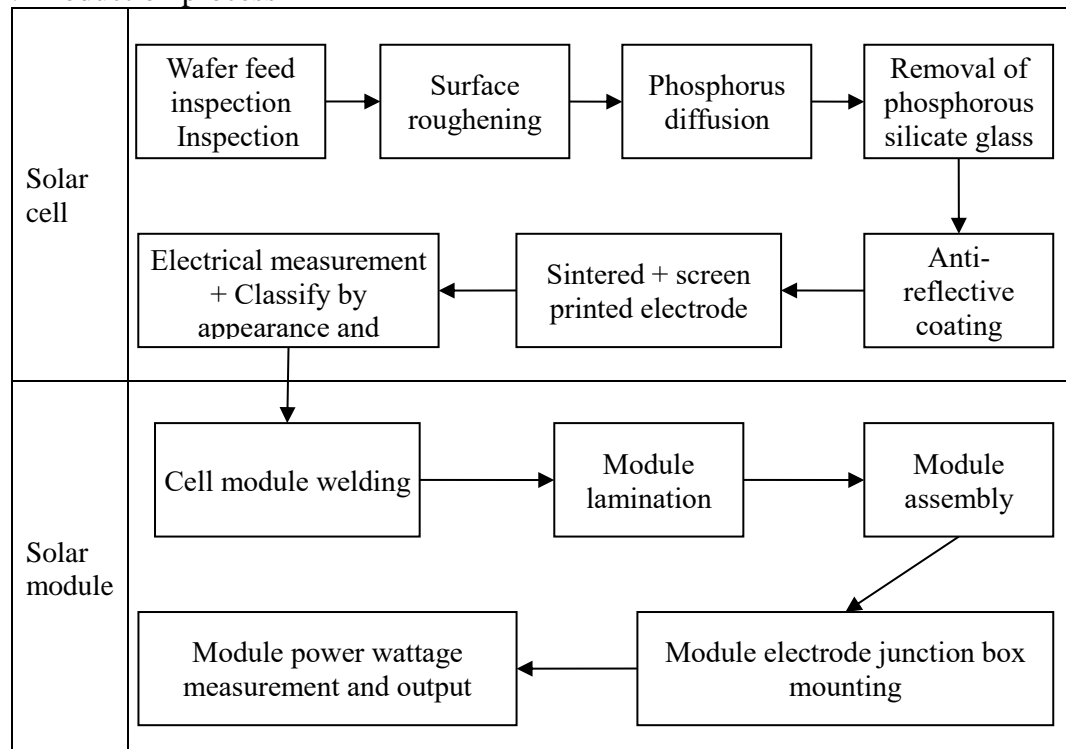 Wafer feed
inspection
Inspection
Surface
roughening
Phosphorus
diffusion
Removal of
phosphorous
silicate glass
Solar
cell
Electrical measurement
+ Classify by
appearance and
Sintered + screen
printed electrode
Anti-
reflective
coating
Cell module welding
Module
lamination
Module
assembly
Solar
module
Module power wattage
measurement and output
Module electrode junction box
mounting